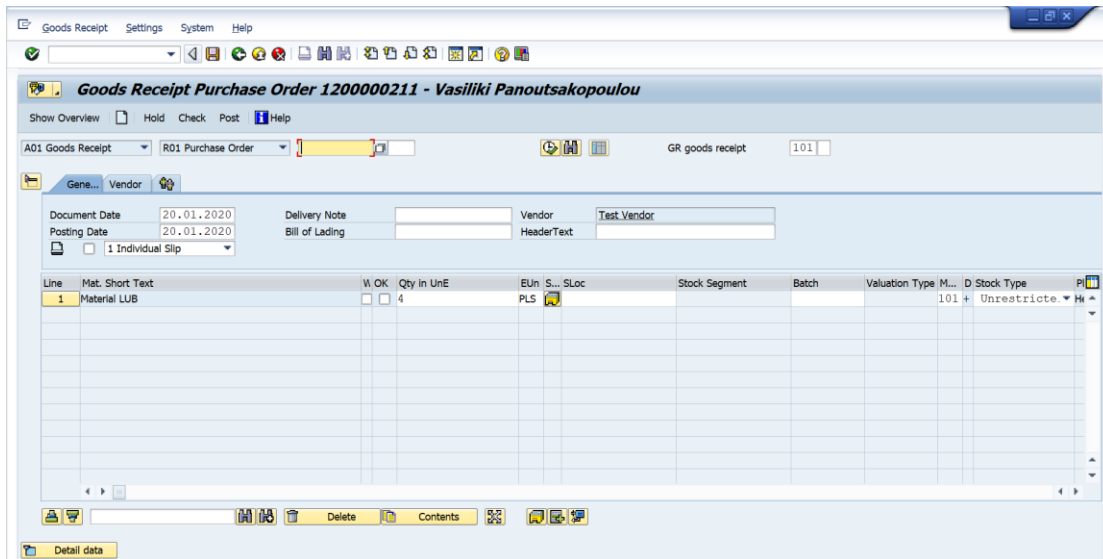 Goods Receipt Settings System Help
Goods Receipt Purchase Order 1200000211 - Vasiliki Panoutsakopoulou
Show Overview Hold Check Post Help
A01 Goods Receipt R01 Purchase Order GR goods receipt 101
Gene... Vendor
Document Date 20.01.2020 Delivery Note Vendor Test Vendor
Posting Date 20.01.2020 Bill of Lading HeaderText
1 Individual Slip
Line Mat. Short Text OK Qty in UnE EUn S... SLoc Stock Segment Batch Valuation Type M... D Stock Type Pl
1 Material LUB 4 PLS 101 + Unrestricte.
Delete Contents
Detail data